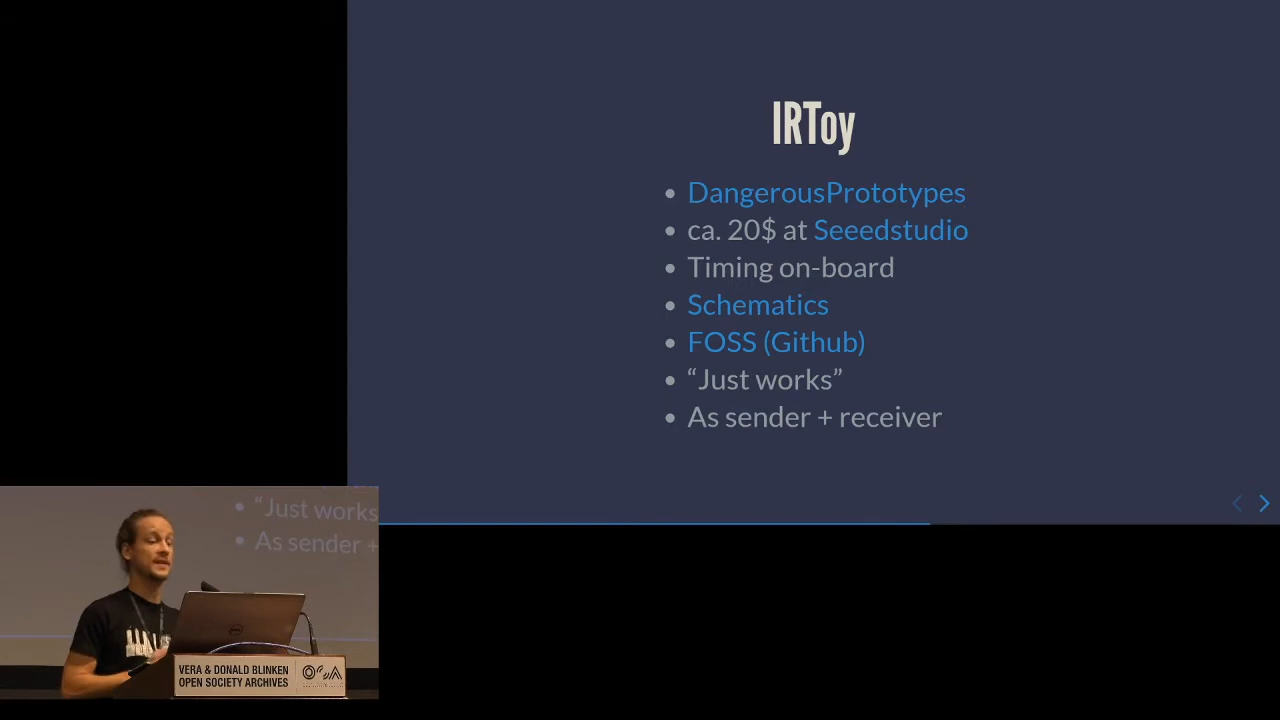 IRToy
DangerousPrototypes
ca. 20$ at Seeedstudio
Timing on-board
Schematics
FOSS (Github)
“Just works”
As sender + receiver
“Just works
As sender +
VERA & DONALD BLINKEN
OPEN SOCIETY ARCHIVES